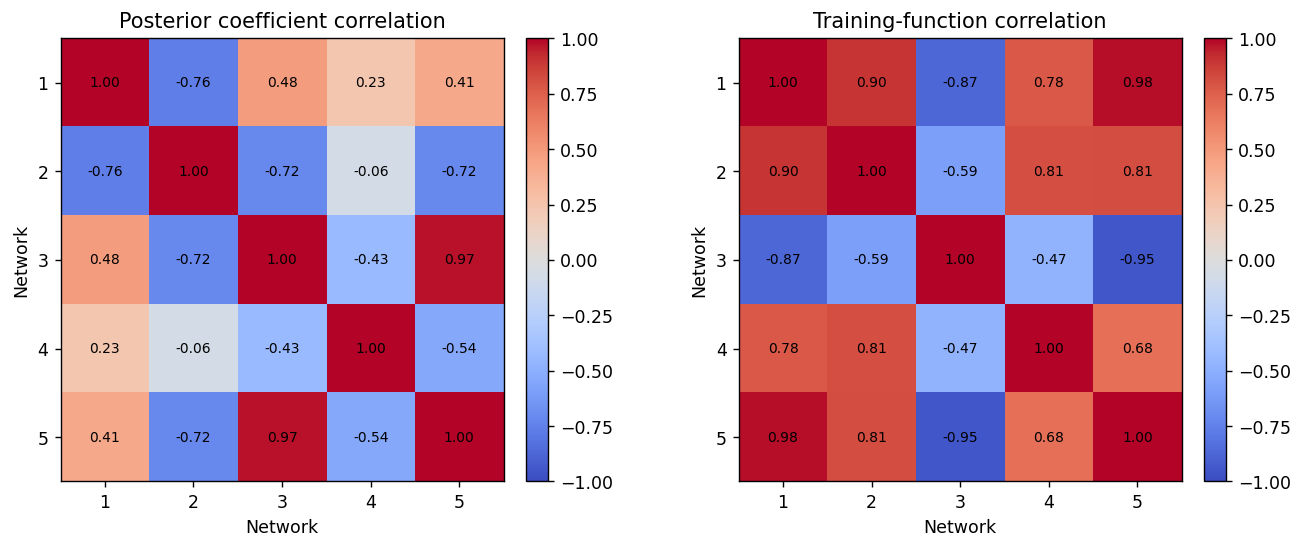 Posterior coefficient correlation
1 1.00 -0.76 0.48 0.23 0.41
2 -0.76 1.00 -0.72 -0.06 -0.72
3 0.48 -0.72 1.00 -0.43 0.97
4 0.23 -0.06 -0.43 1.00 -0.54
5 0.41 -0.72 0.97 -0.54 1.00
1 2 3 4 5
Network
Network
1.00
0.75
0.50
0.25
0.00
−0.25
−0.50
−0.75
−1.00
Training-function correlation
1 1.00 0.90 -0.87 0.78 0.98
2 0.90 1.00 -0.59 0.81 0.81
3 -0.87 -0.59 1.00 -0.47 -0.95
4 0.78 0.81 -0.47 1.00 0.68
5 0.98 0.81 -0.95 0.68 1.00
1 2 3 4 5
Network
Network
1.00
0.75
0.50
0.25
0.00
−0.25
−0.50
−0.75
−1.00